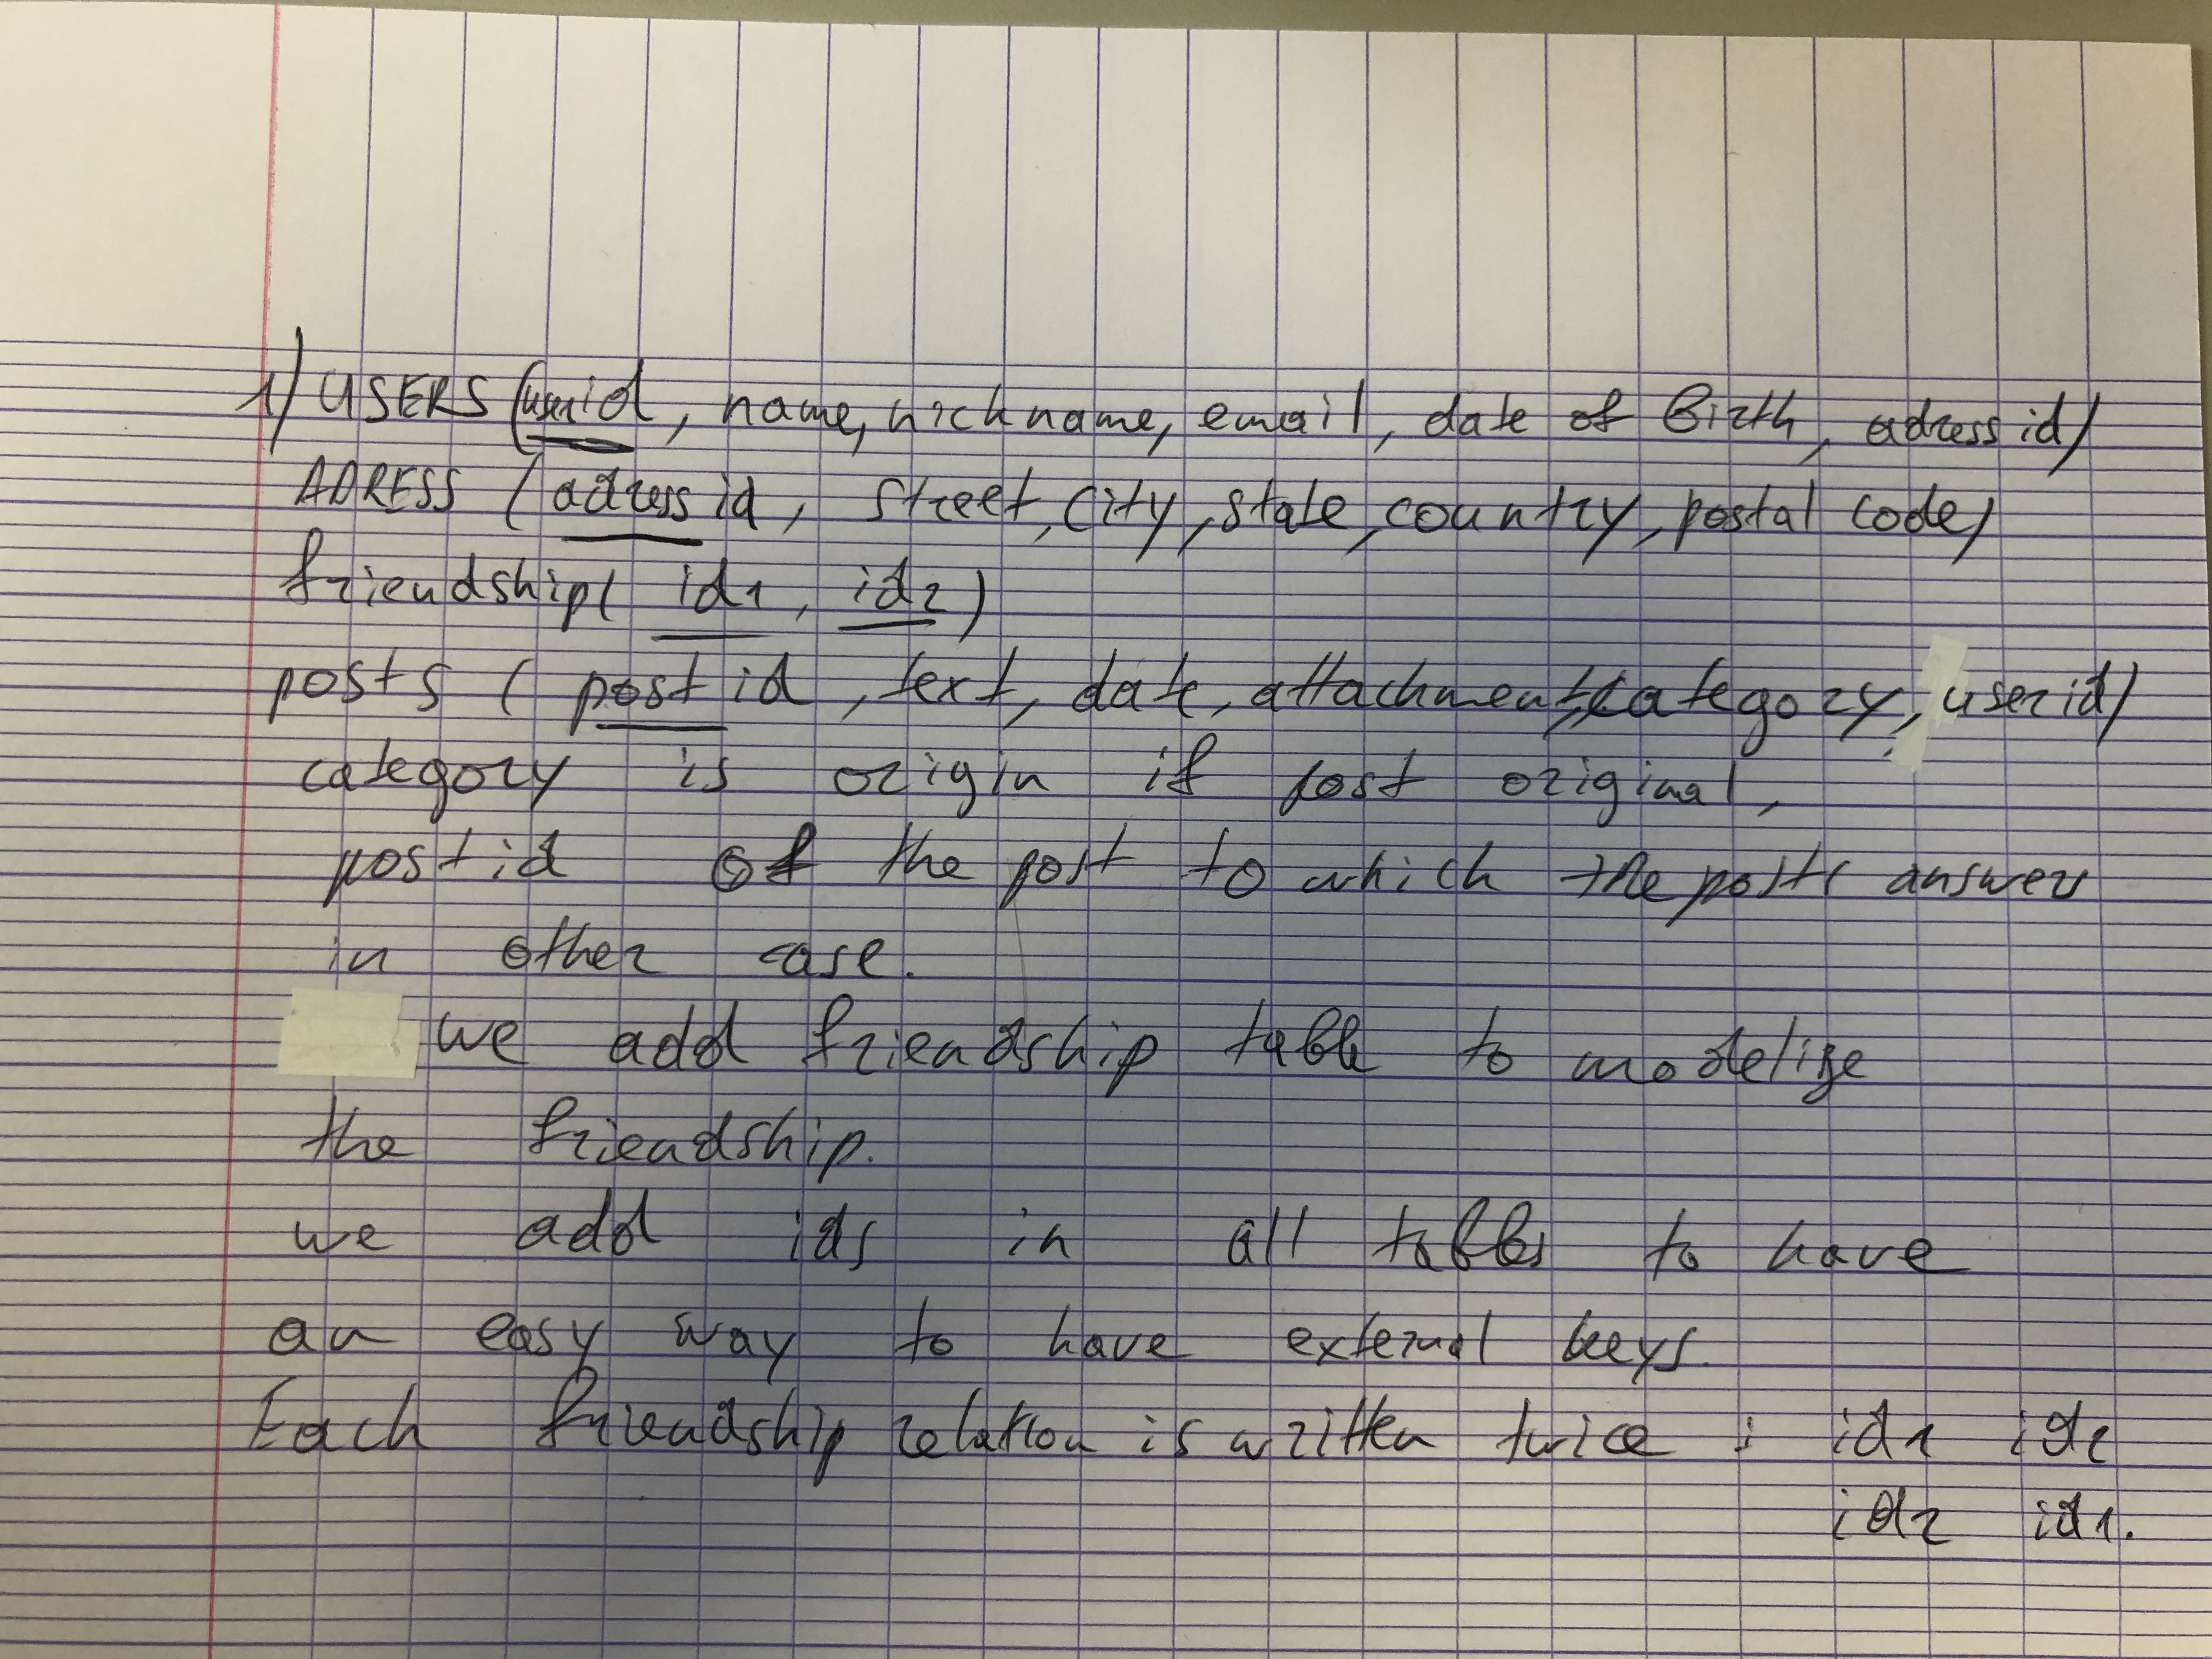 1) USERS (userid, name, nickname, email, date of Birth, adress id)
ADRESS (adress id, street, city, state, country, postal code)
friendship( id1, id2)
posts ( post id, text, date, attachment, category, userid)
category is origin if post original,
post id of the post to which the posts answer
in other case.
we add friendship table to modelize
the friendship.
we add ids in all tables to have
an easy way to have external keys.
Each friendship relation is written twice : id1 id2
id2 id1.